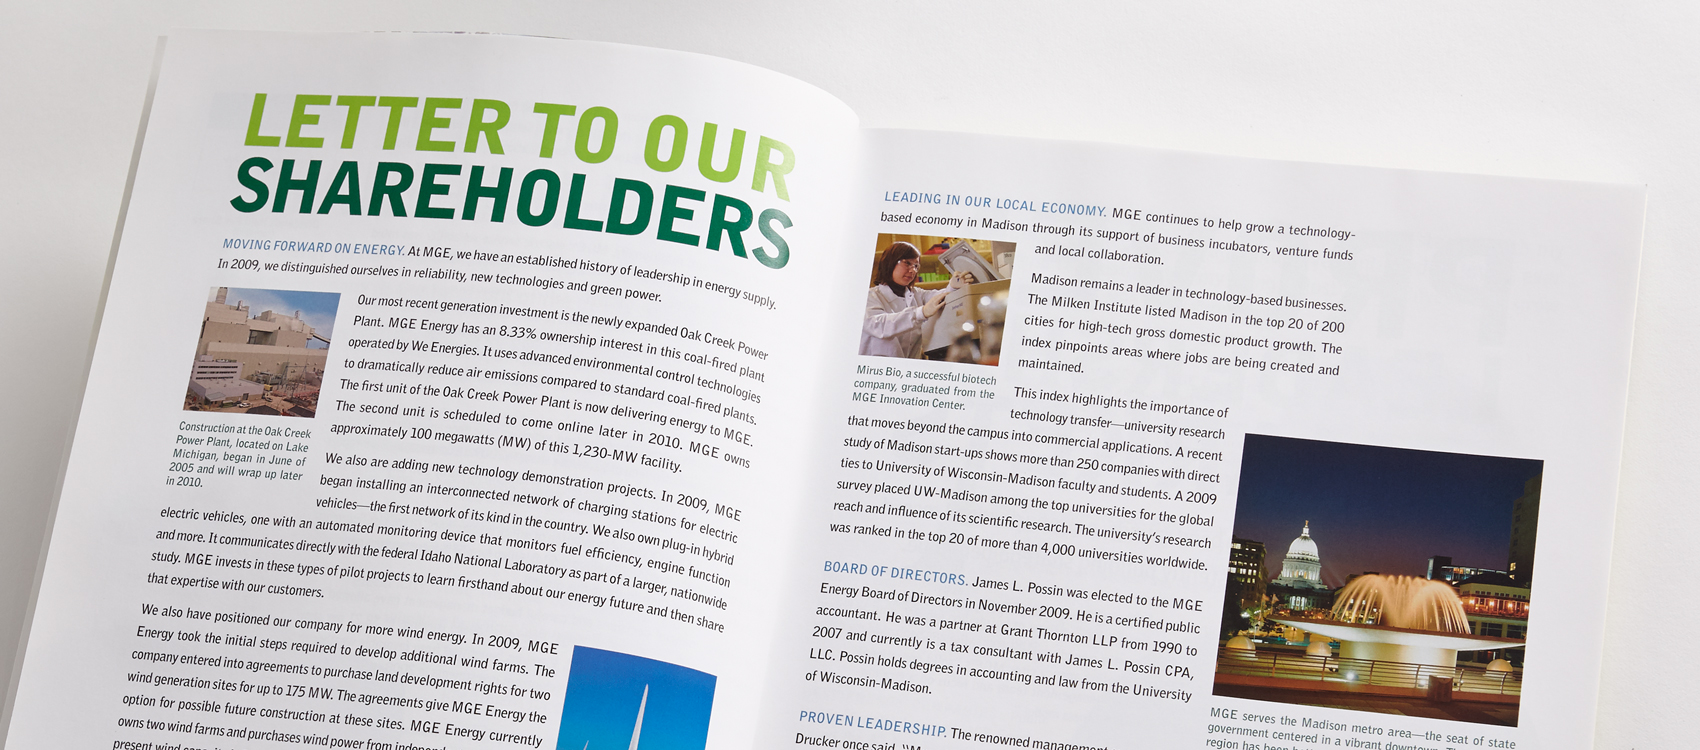 LETTER TO OUR
SHAREHOLDERS
MOVING FORWARD ON ENERGY. At MGE, we have an established history of leadership in energy supply.
In 2009, we distinguished ourselves in reliability, new technologies and green power.
Our most recent generation investment is the newly expanded Oak Creek Power
Plant. MGE Energy has an 8.33% ownership interest in this coal-fired plant
operated by We Energies. It uses advanced environmental control technologies
to dramatically reduce air emissions compared to standard coal-fired plants.
The first unit of the Oak Creek Power Plant is now delivering energy to MGE.
The second unit is scheduled to come online later in 2010. MGE owns
approximately 100 megawatts (MW) of this 1,230-MW facility.
Construction at the Oak Creek
Power Plant, located on Lake
Michigan, began in June of
2005 and will wrap up later
in 2010.
We also are adding new technology demonstration projects. In 2009, MGE
began installing an interconnected network of charging stations for electric
vehicles—the first network of its kind in the country. We also own plug-in hybrid
electric vehicles, one with an automated monitoring device that monitors fuel efficiency, engine function
and more. It communicates directly with the federal Idaho National Laboratory as part of a larger, nationwide
study. MGE invests in these types of pilot projects to learn firsthand about our energy future and then share
that expertise with our customers.
We also have positioned our company for more wind energy. In 2009, MGE
Energy took the initial steps required to develop additional wind farms. The
company entered into agreements to purchase land development rights for two
wind generation sites for up to 175 MW. The agreements give MGE Energy the
option for possible future construction at these sites. MGE Energy currently
owns two wind farms and purchases wind power from
present wind
LEADING IN OUR LOCAL ECONOMY. MGE continues to help grow a technology-
based economy in Madison through its support of business incubators, venture funds
and local collaboration.
Madison remains a leader in technology-based businesses.
The Milken Institute listed Madison in the top 20 of 200
cities for high-tech gross domestic product growth. The
index pinpoints areas where jobs are being created and
maintained.
Mirus Bio, a successful biotech
company, graduated from the
MGE Innovation Center.
This index highlights the importance of
technology transfer—university research
that moves beyond the campus into commercial applications. A recent
study of Madison start-ups shows more than 250 companies with direct
ties to University of Wisconsin-Madison faculty and students. A 2009
survey placed UW-Madison among the top universities for the global
reach and influence of its scientific research. The university's research
was ranked in the top 20 of more than 4,000 universities worldwide.
BOARD OF DIRECTORS. James L. Possin was elected to the MGE
Energy Board of Directors in November 2009. He is a certified public
accountant. He was a partner at Grant Thornton LLP from 1990 to
2007 and currently is a tax consultant with James L. Possin CPA,
LLC. Possin holds degrees in accounting and law from the University
of Wisconsin-Madison.
PROVEN LEADERSHIP. The renowned management
Drucker once said, "M
MGE serves the Madison metro area—the seat of state
government centered in a vibrant downtown.
region has been